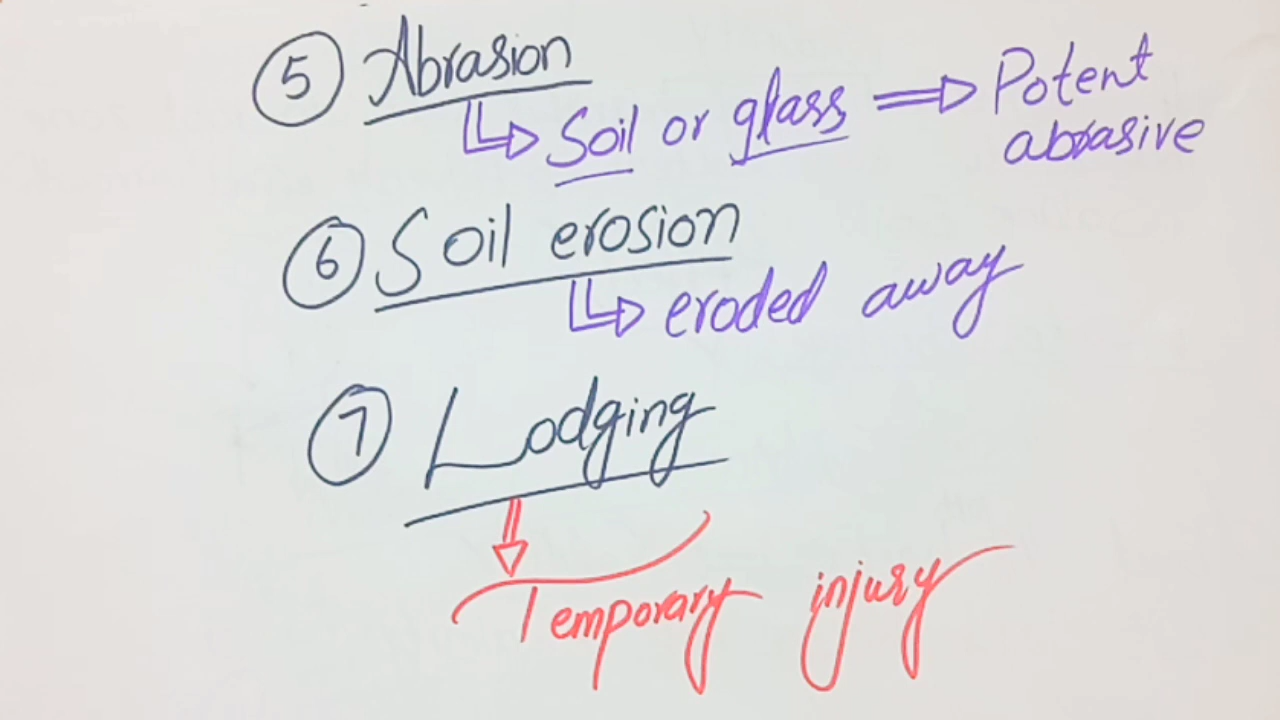 5 Abrasion
Soil or glass ⇒ Potent
abrasive
6 Soil erosion
eroded away
7 Lodging
Temporary injury